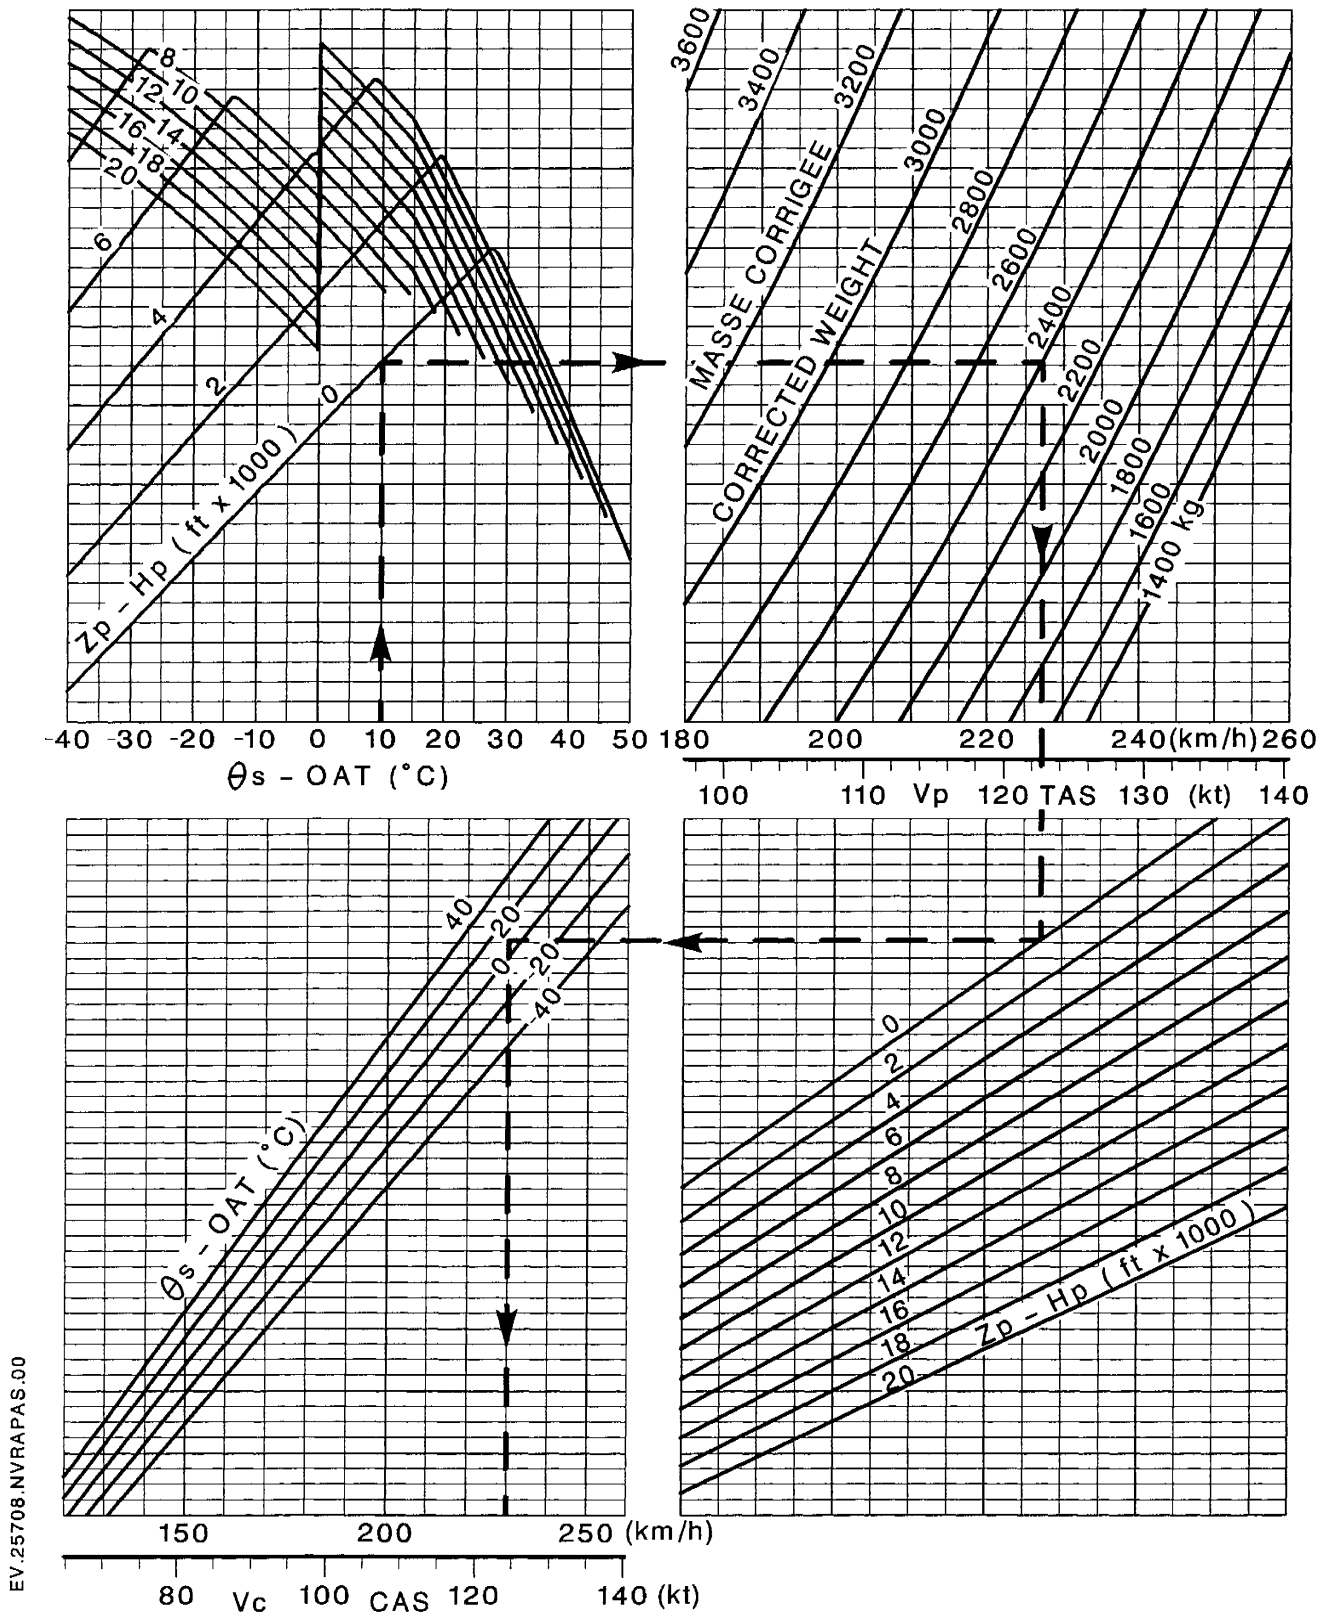 8
10
12
14
16
18
20
6
4
2
0
Zp - Hp ( ft x 1000 )
-40 -30 -20 -10 0 10 20 30 40 50
θs - OAT (°C)
3600
3400
3200
3000
2800
2600
2400
2200
2000
1800
1600
1400 kg
MASSE CORRIGEE
CORRECTED WEIGHT
180 200 220 240 (km/h) 260
100 110 Vp 120 TAS 130 (kt) 140
40
20
0
-20
-40
θs - OAT (°C)
150 200 250 (km/h)
80 Vc 100 CAS 120 140 (kt)
0
2
4
6
8
10
12
14
16
18
20
Zp - Hp ( ft x 1000 )
EV.25708.NVRAPAS.00